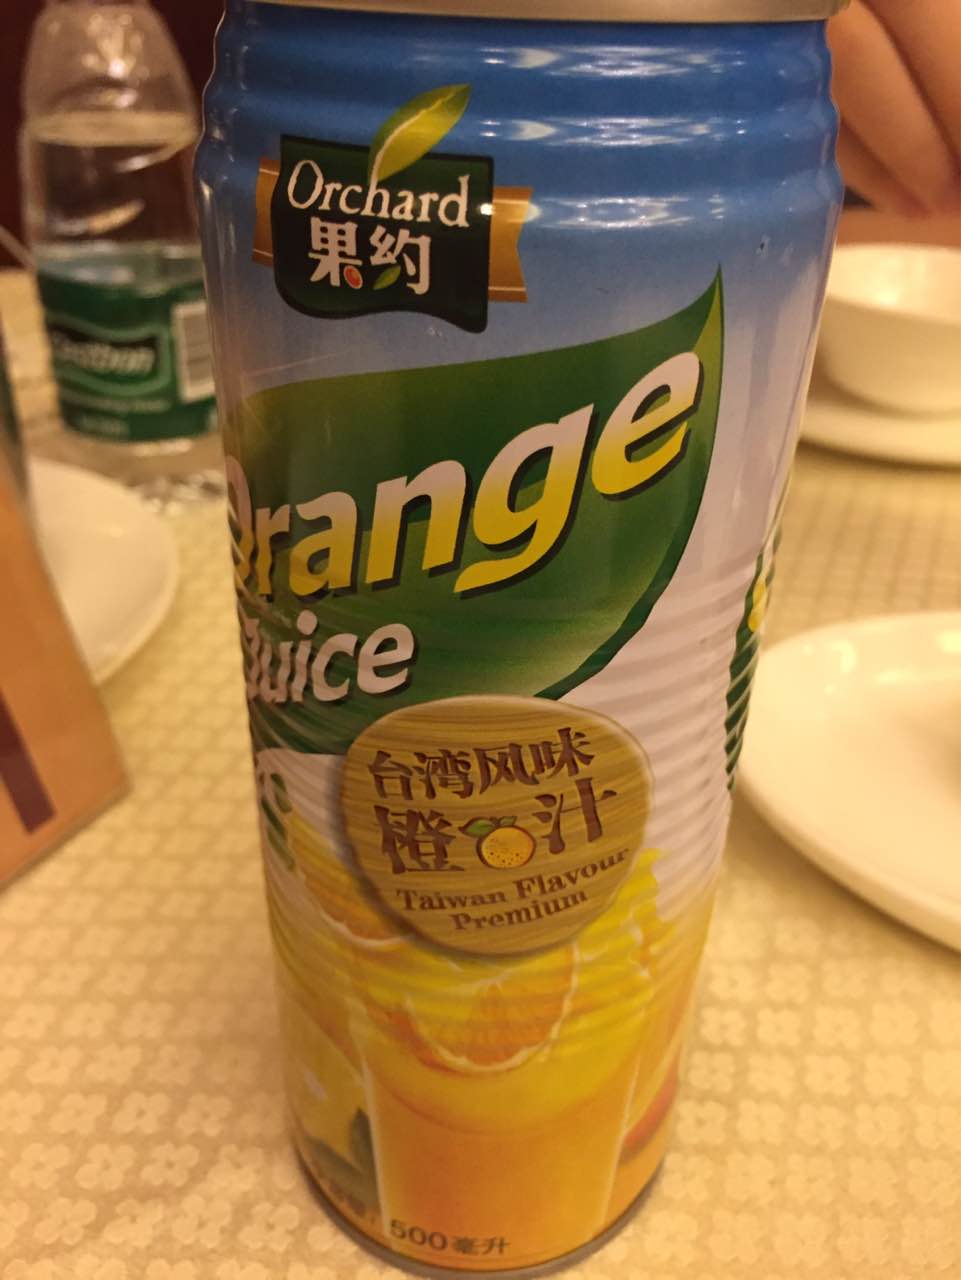 Orchard
果约
Orange
Juice
台湾风味
橙汁
Taiwan Flavour
Premium
500毫升